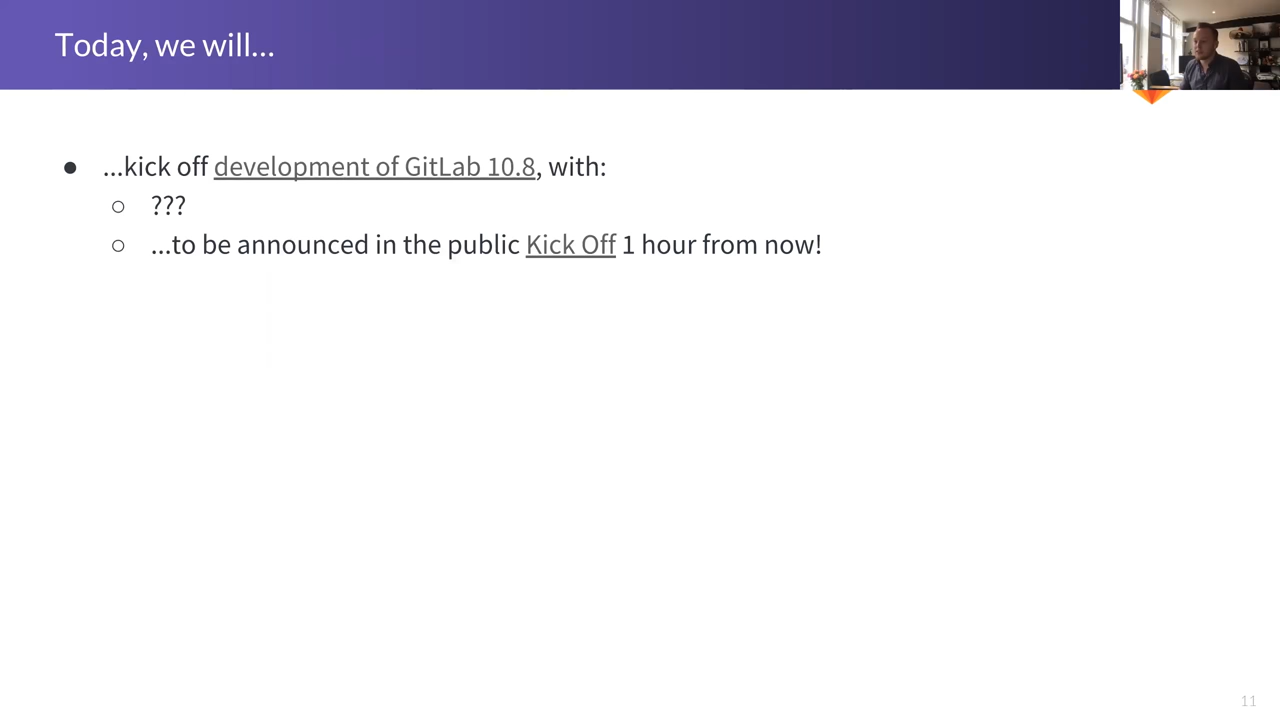 Today, we will...
● ...kick off development of GitLab 10.8, with:
○ ???
○ ...to be announced in the public Kick Off 1 hour from now!
11